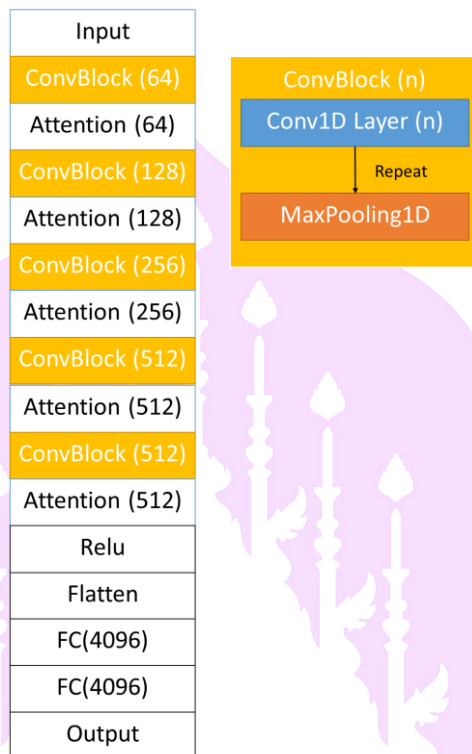 Input
ConvBlock (64)
Attention (64)
ConvBlock (128)
Attention (128)
ConvBlock (256)
Attention (256)
ConvBlock (512)
Attention (512)
ConvBlock (512)
Attention (512)
Relu
Flatten
FC(4096)
FC(4096)
Output
ConvBlock (n)
Conv1D Layer (n)
Repeat
MaxPooling1D